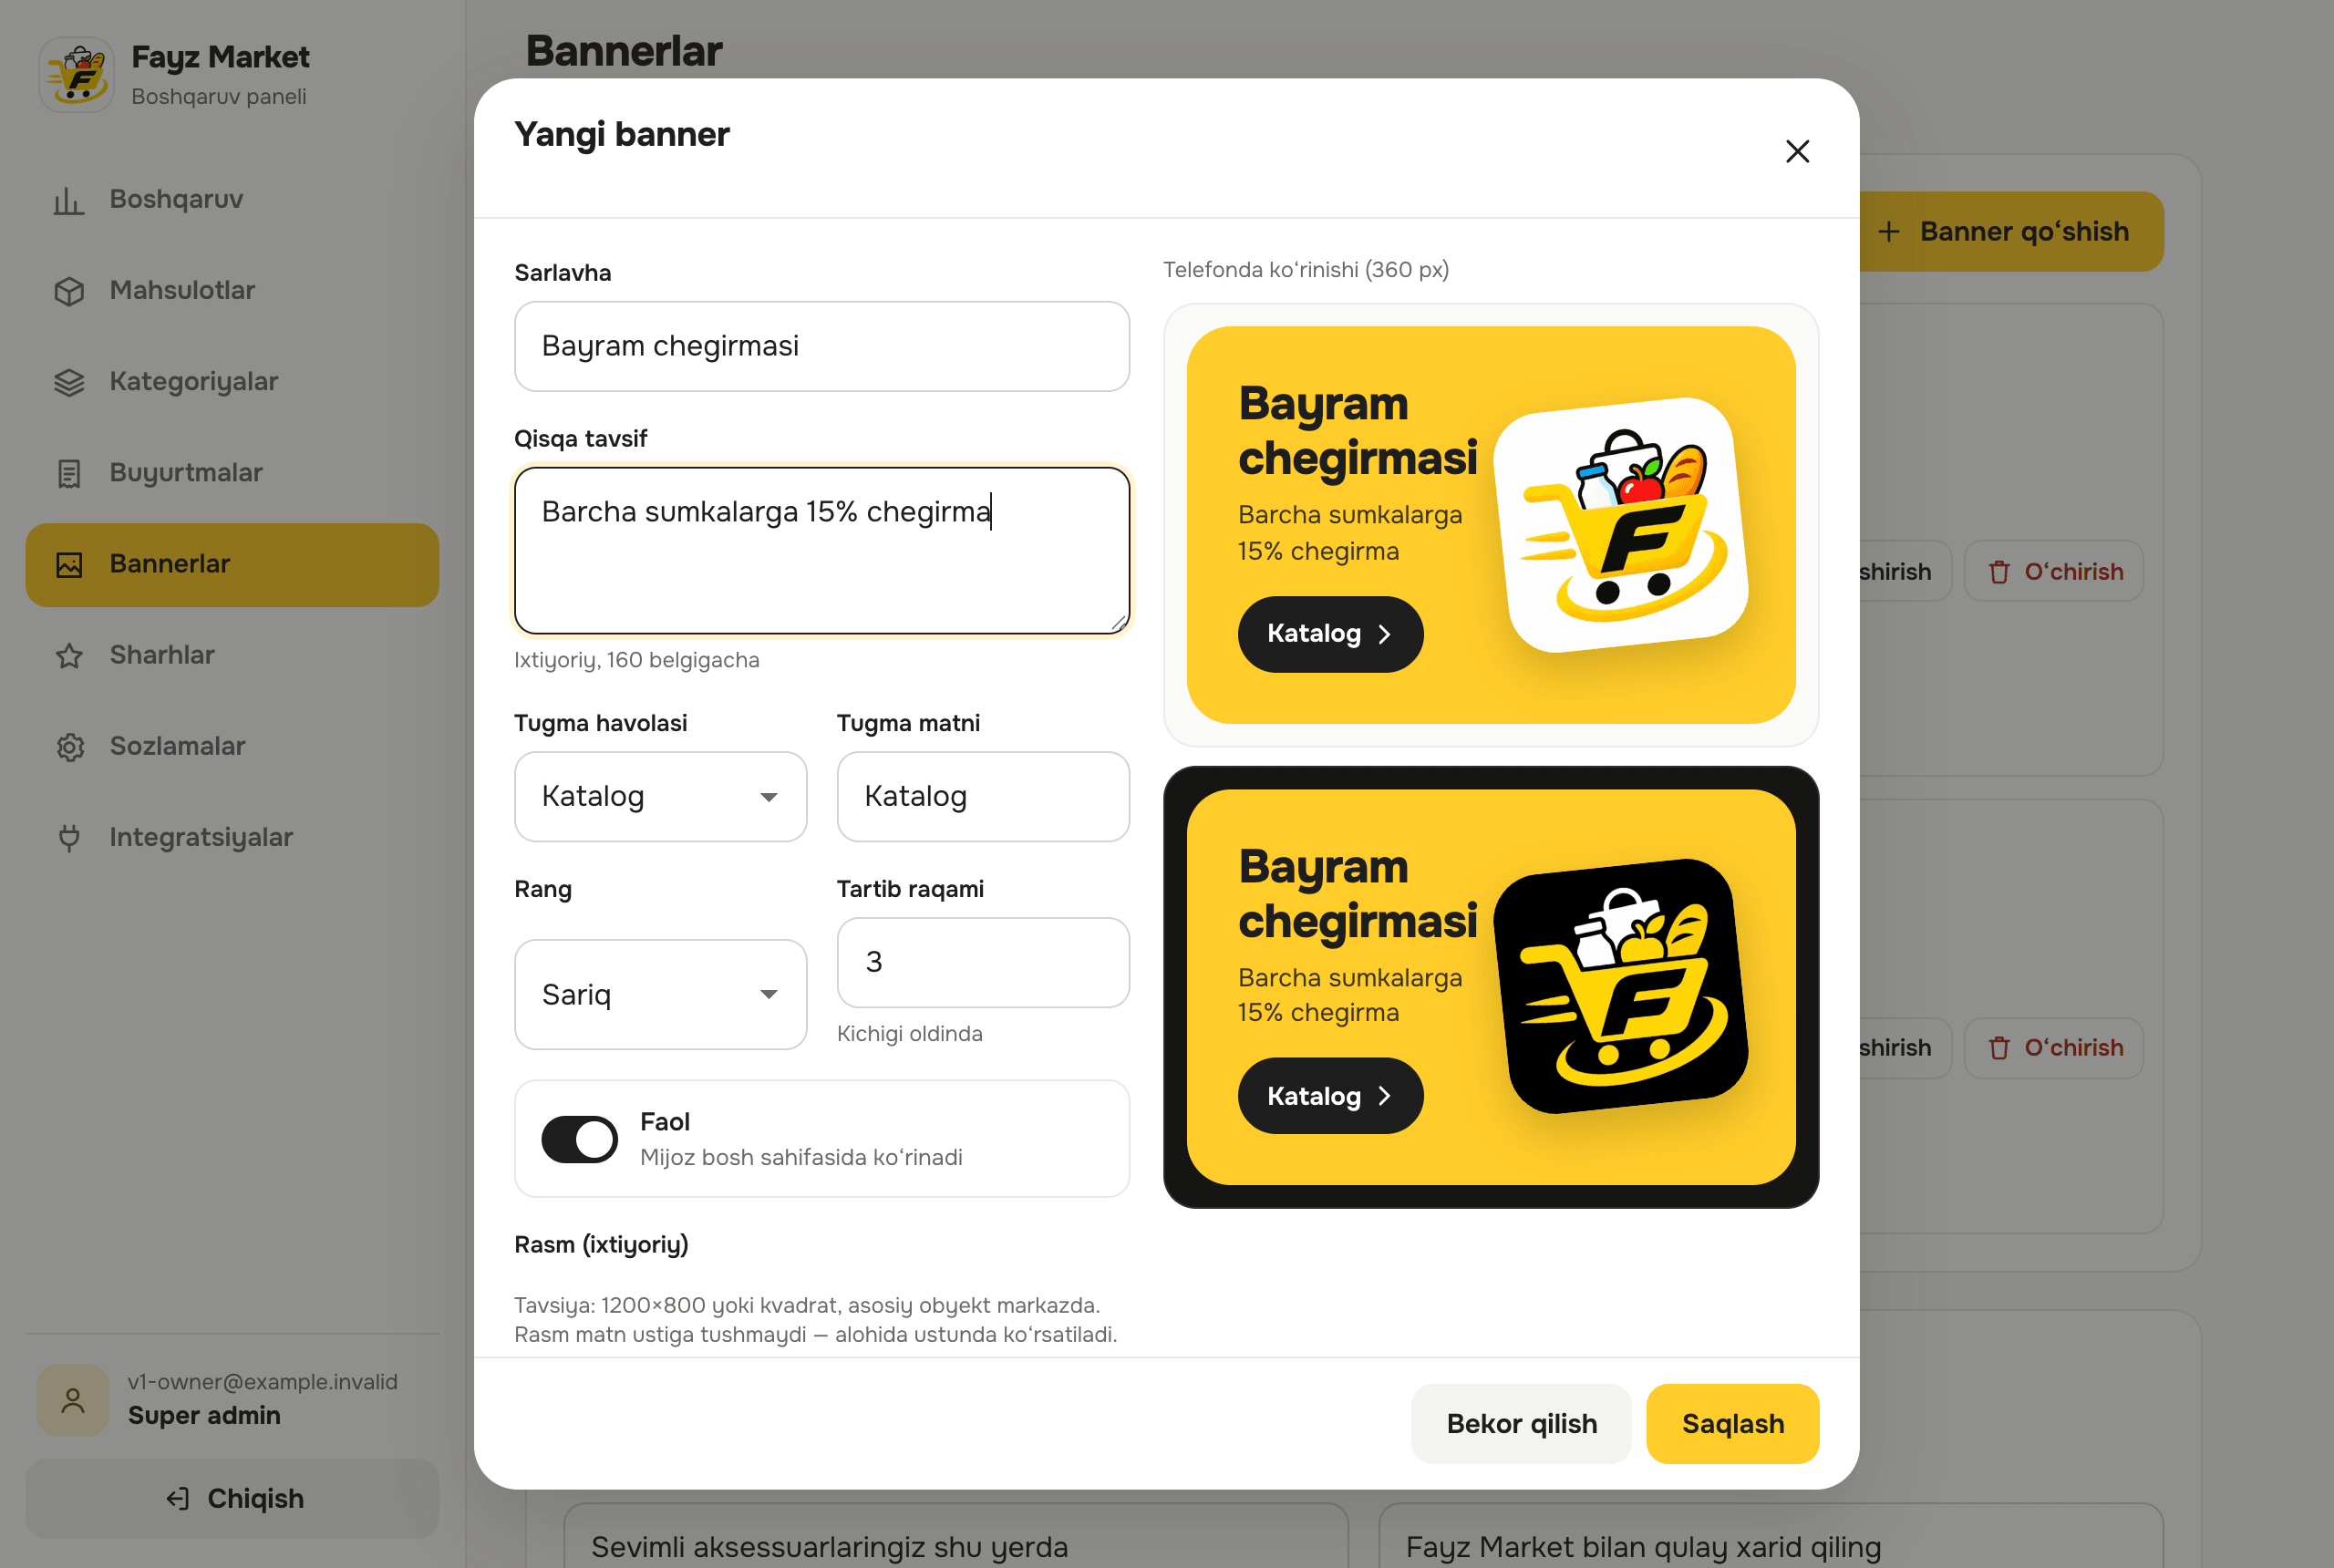 Fayz Market
Boshqaruv paneli
Boshqaruv
Mahsulotlar
Kategoriyalar
Buyurtmalar
Bannerlar
Sharhlar
Sozlamalar
Integratsiyalar
v1-owner@example.invalid
Super admin
Chiqish
Bannerlar
Banner qo‘shish
shirish
O‘chirish
shirish
O‘chirish
Yangi banner
Sarlavha
Bayram chegirmasi
Qisqa tavsif
Barcha sumkalarga 15% chegirma
Ixtiyoriy, 160 belgigacha
Tugma havolasi
Tugma matni
Katalog
Katalog
Rang
Tartib raqami
Sariq
3
Kichigi oldinda
Faol
Mijoz bosh sahifasida ko‘rinadi
Rasm (ixtiyoriy)
Tavsiya: 1200×800 yoki kvadrat, asosiy obyekt markazda.
Rasm matn ustiga tushmaydi — alohida ustunda ko‘rsatiladi.
Telefonda ko‘rinishi (360 px)
Bayram
chegirmasi
Barcha sumkalarga
15% chegirma
Katalog
F
Bayram
chegirmasi
Barcha sumkalarga
15% chegirma
Katalog
F
Bekor qilish
Saqlash
Sevimli aksessuarlaringiz shu yerda
Fayz Market bilan qulay xarid qiling